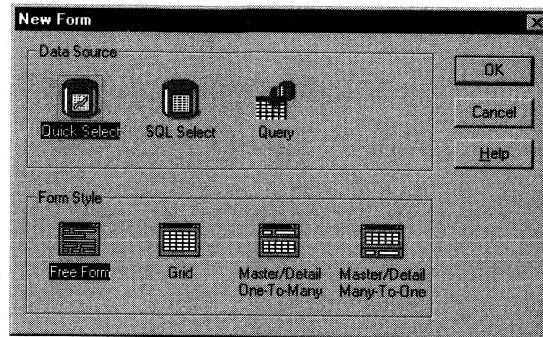 New Form
Data Source
OK
Quick Select
SQL Select
Query
Cancel
Help
Form Style
Free Form
Grid
Master/Detail
One-To-Many
Master/Detail
Many-To-One